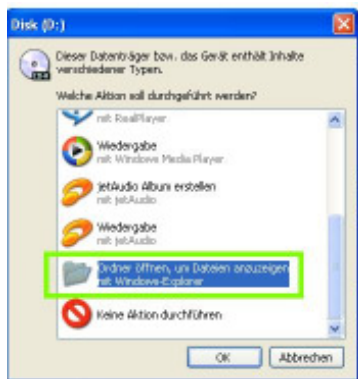 Disk (D:)
Dieser Datenträger bzw. das Gerät enthält Inhalte
verschiedener Typen.
Welche Aktion soll durchgeführt werden?
mit RealPlayer
Wiedergabe
mit Windows Media Player
jetAudio Album erstellen
mit jetAudio
Wiedergabe
mit jetAudio
Ordner öffnen, um Dateien anzuzeigen
mit Windows-Explorer
Keine Aktion durchführen
OK
Abbrechen